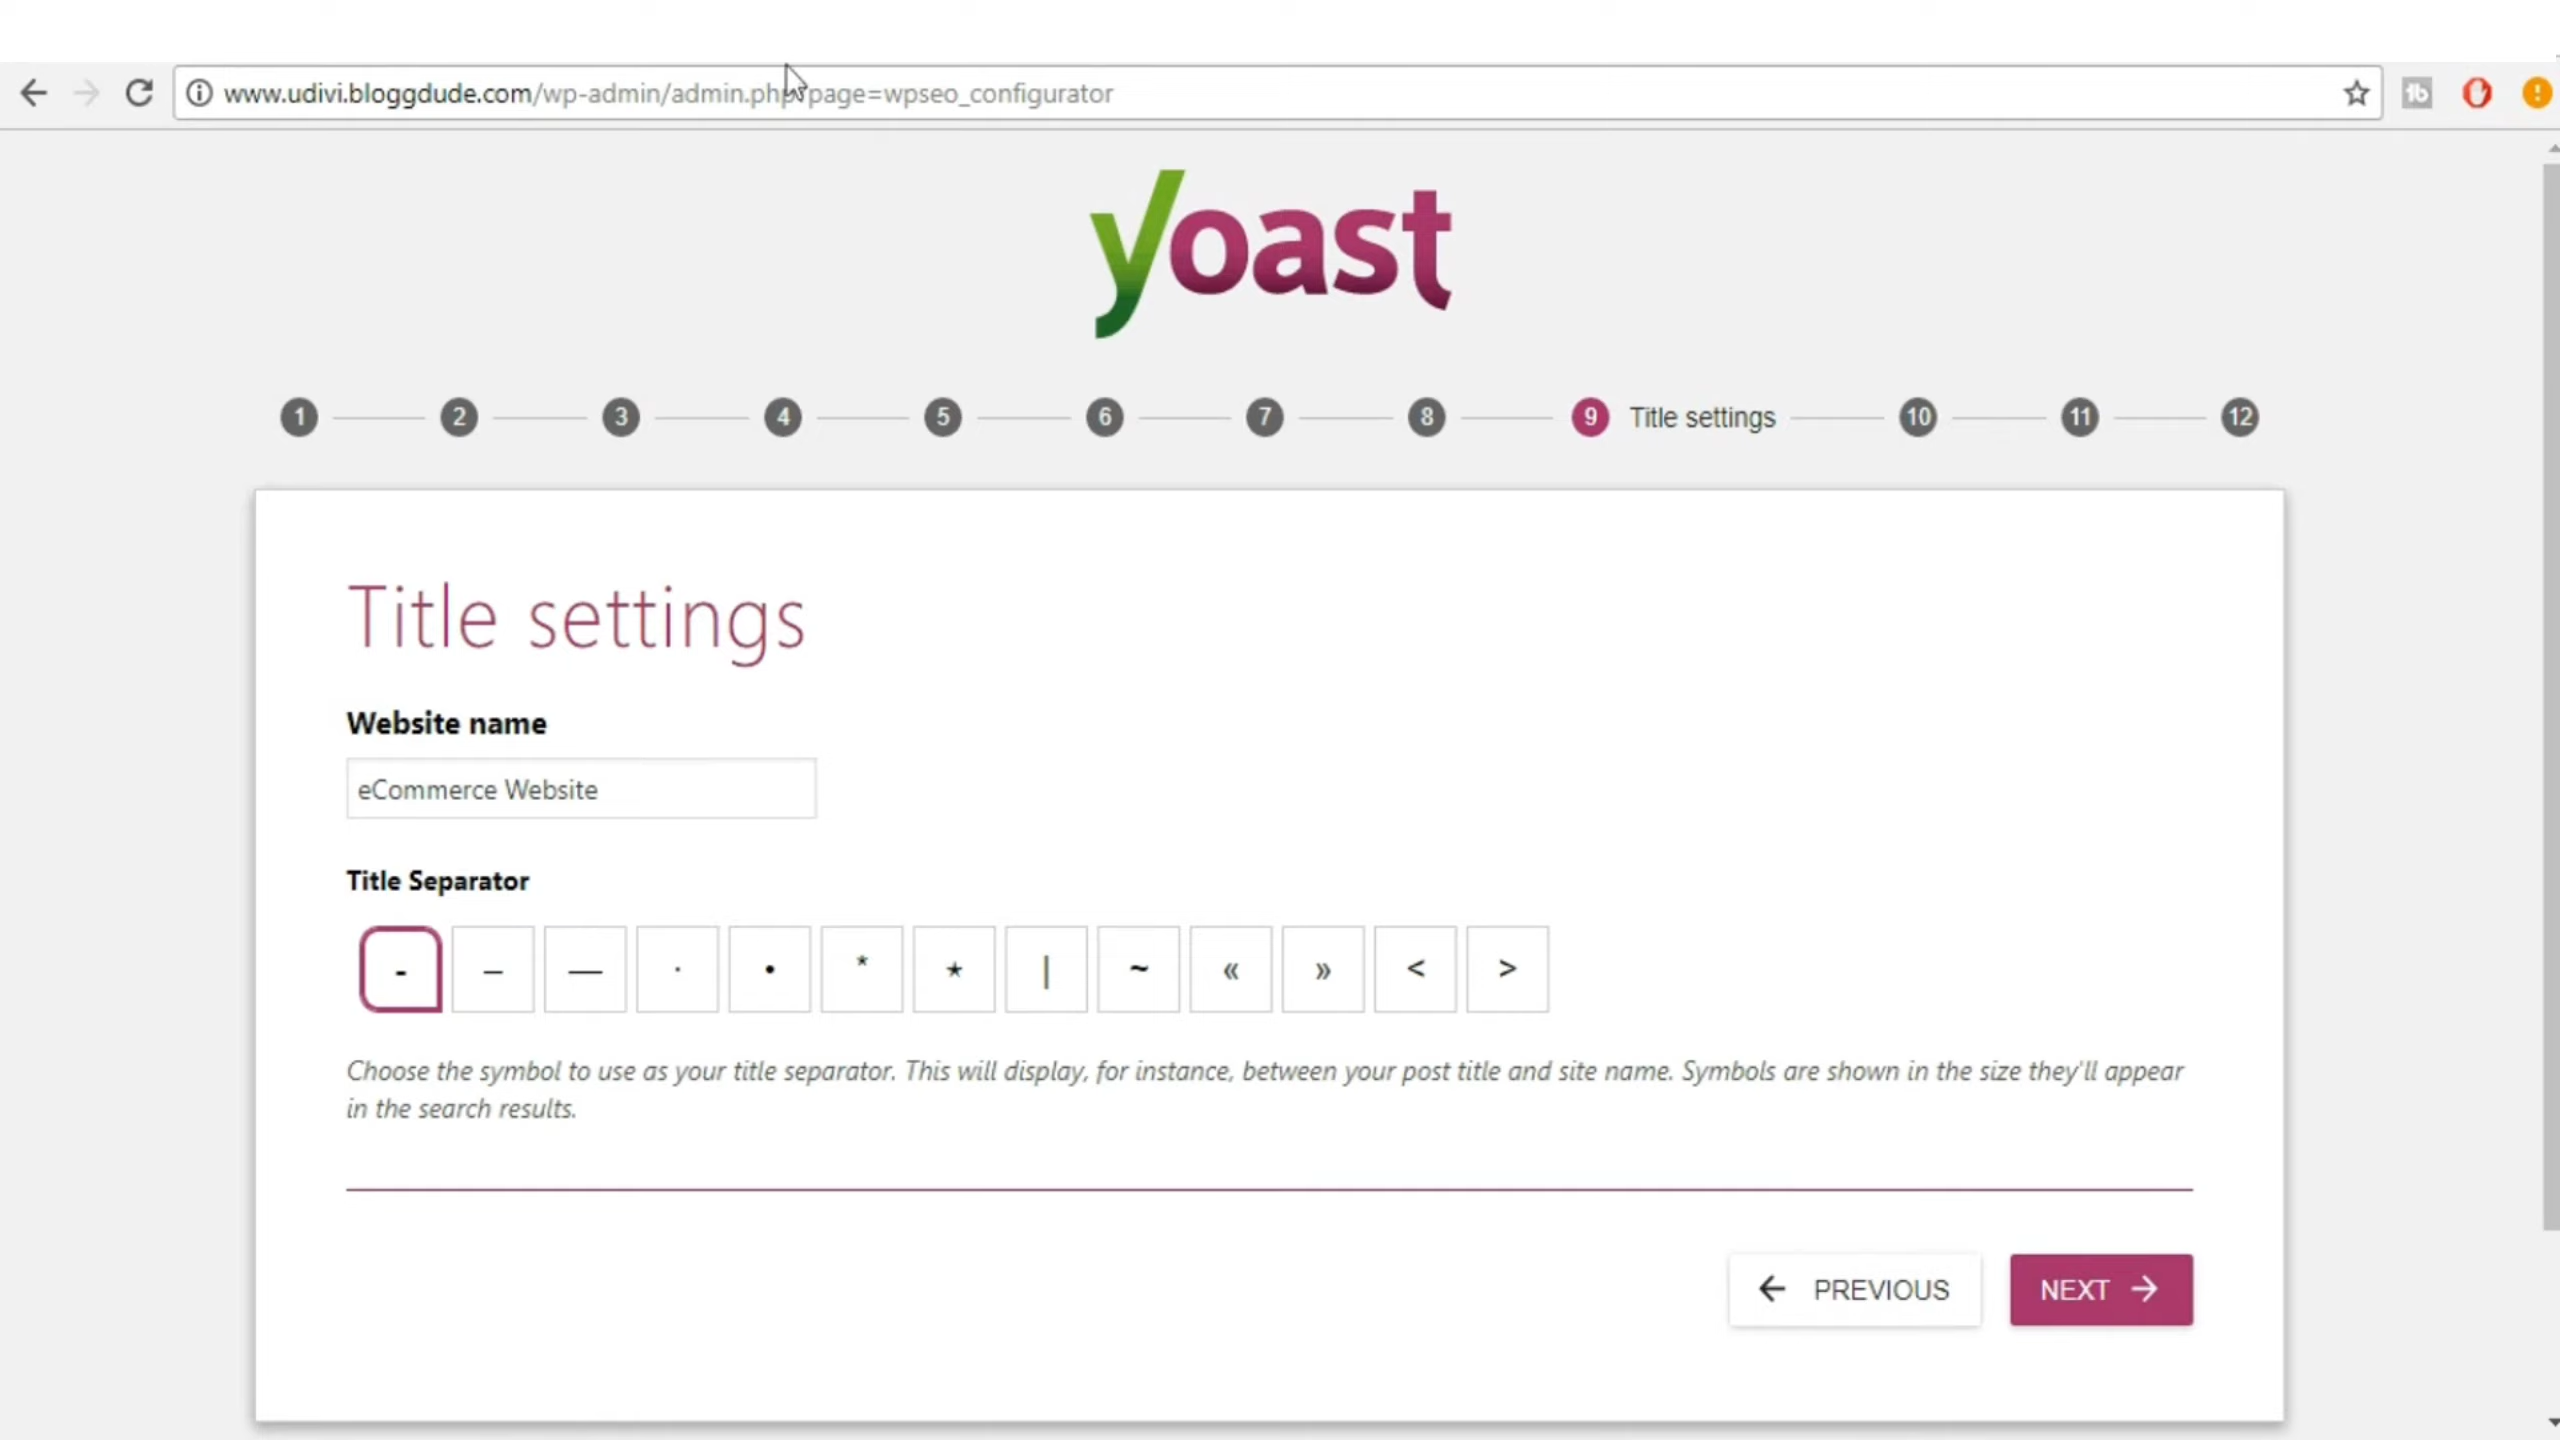 www.udivi.bloggdude.com/wp-admin/admin.php?page=wpseo_configurator
yoast
1 2 3 4 5 6 7 8 9 Title settings 10 11 12
Title settings
Website name
eCommerce Website
Title Separator
- – — · • * ⋆ | ~ « » < >
Choose the symbol to use as your title separator. This will display, for instance, between your post title and site name. Symbols are shown in the size they'll appear
in the search results.
← PREVIOUS NEXT →